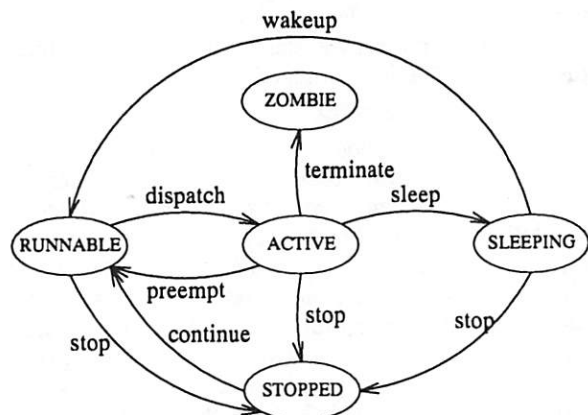 wakeup
ZOMBIE
terminate
dispatch
sleep
RUNNABLE
ACTIVE
SLEEPING
preempt
stop
continue
stop
stop
STOPPED